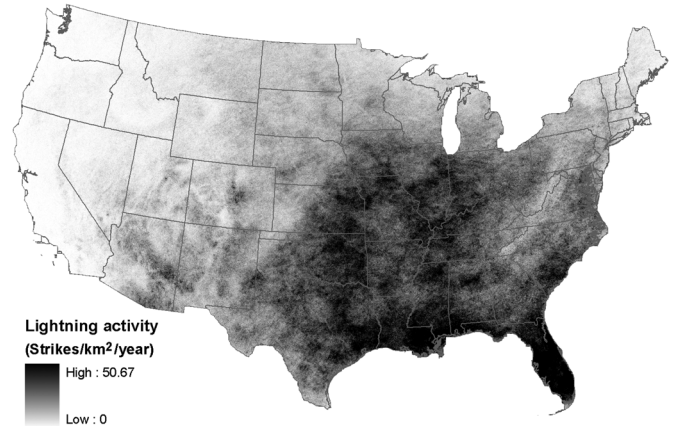 Lightning activity
(Strikes/km²/year)
High : 50.67
Low : 0